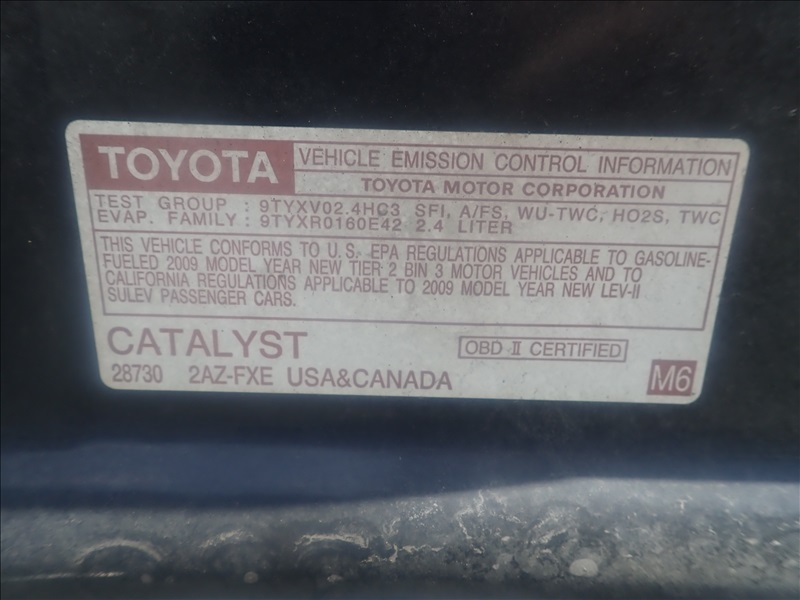 TOYOTA VEHICLE EMISSION CONTROL INFORMATION
TOYOTA MOTOR CORPORATION
TEST GROUP : 9TYXV02.4HC3 SFI, A/FS, WU-TWC, HO2S, TWC
EVAP. FAMILY : 9TYXR0160E42 2.4 LITER
THIS VEHICLE CONFORMS TO U.S. EPA REGULATIONS APPLICABLE TO GASOLINE-
FUELED 2009 MODEL YEAR NEW TIER 2 BIN 3 MOTOR VEHICLES AND TO
CALIFORNIA REGULATIONS APPLICABLE TO 2009 MODEL YEAR NEW LEV-II
SULEV PASSENGER CARS.
CATALYST OBD II CERTIFIED
28730 2AZ-FXE USA&CANADA M6